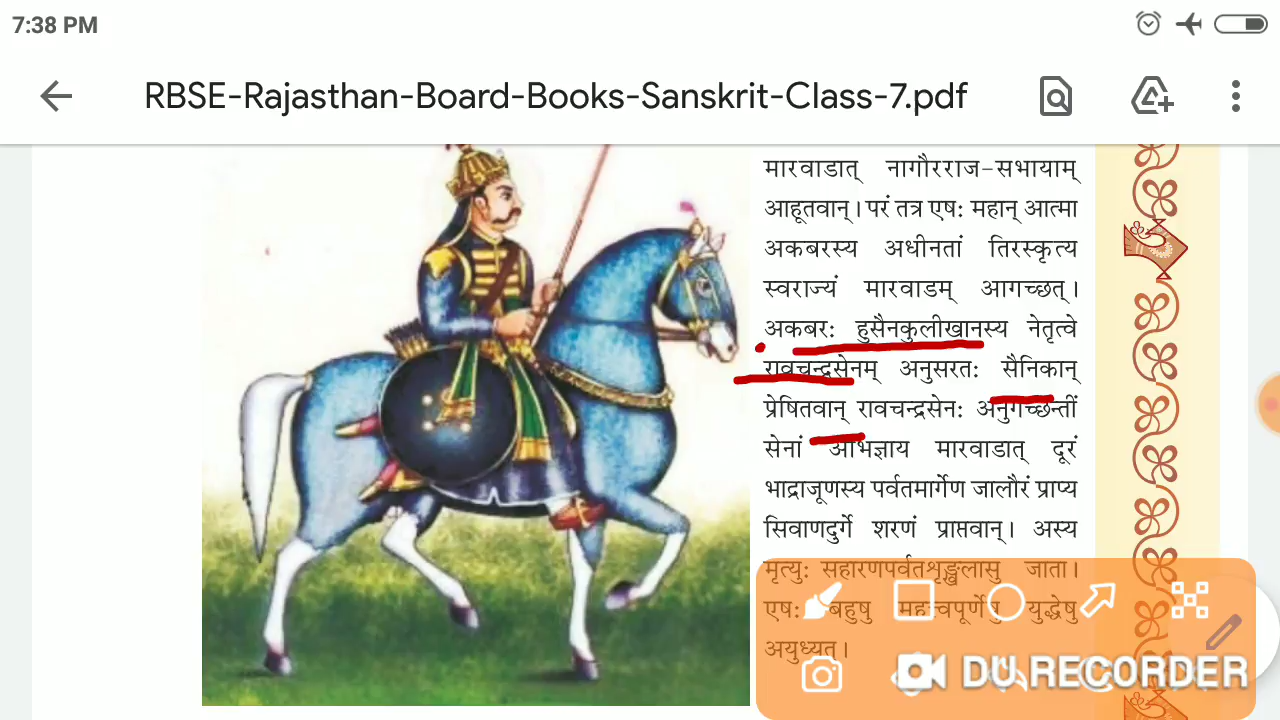 7:38 PM
RBSE-Rajasthan-Board-Books-Sanskrit-Class-7.pdf
मारवाडात् नागौरराज-सभायाम्
आहूतवान्। परं तत्र एषः महान् आत्मा
अकबरस्य अधीनतां तिरस्कृत्य
स्वराज्यं मारवाडम् आगच्छत्।
अकबरः हुसैनकुलीखानस्य नेतृत्वे
रावचन्द्रसेनम् अनुसरतः सैनिकान्
प्रेषितवान् रावचन्द्रसेनः अनुगच्छन्तीं
सेनां अभिज्ञाय मारवाडात् दूरं
भाद्राजूणस्य पर्वतमार्गेण जालौरं प्राप्य
सिवाणदुर्गे शरणं प्राप्तवान्। अस्य
मृत्युः सहारणपर्वतशृङ्खलासु जाता।
एषः बहुषु महत्त्वपूर्णेषु युद्धेषु
अयुध्यत्।
DU RECORDER